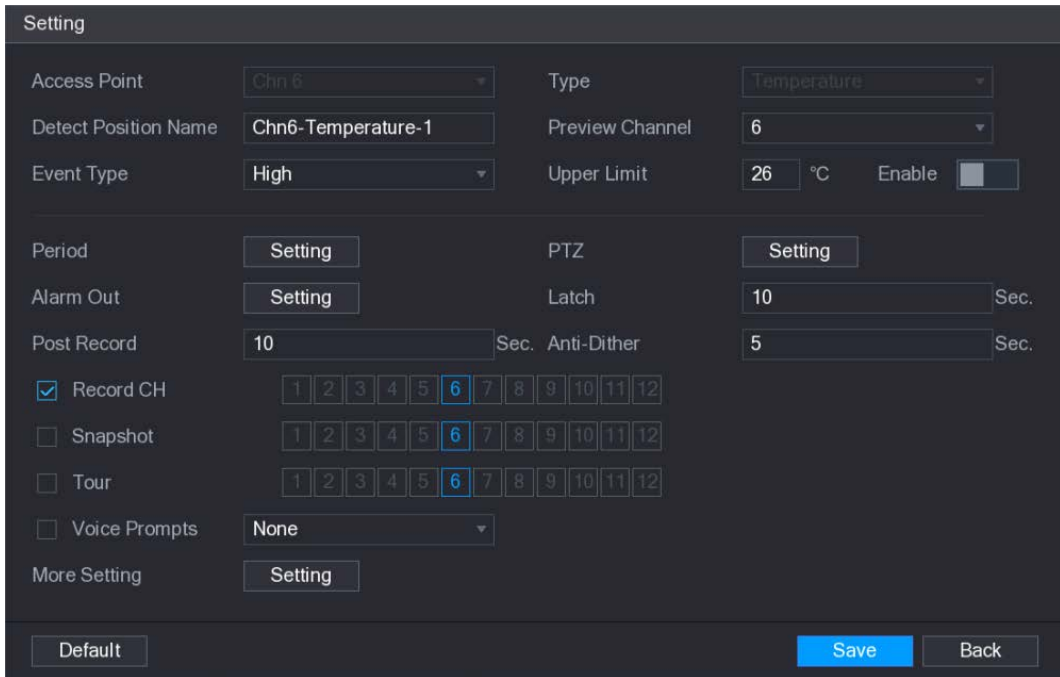 Setting
Access Point Chn 6 Type Temperature
Detect Position Name Chn6-Temperature-1 Preview Channel 6
Event Type High Upper Limit 26 °C Enable
Period Setting PTZ Setting
Alarm Out Setting Latch 10 Sec.
Post Record 10 Sec. Anti-Dither 5 Sec.
Record CH 1 2 3 4 5 6 7 8 9 10 11 12
Snapshot 1 2 3 4 5 6 7 8 9 10 11 12
Tour 1 2 3 4 5 6 7 8 9 10 11 12
Voice Prompts None
More Setting Setting
Default Save Back